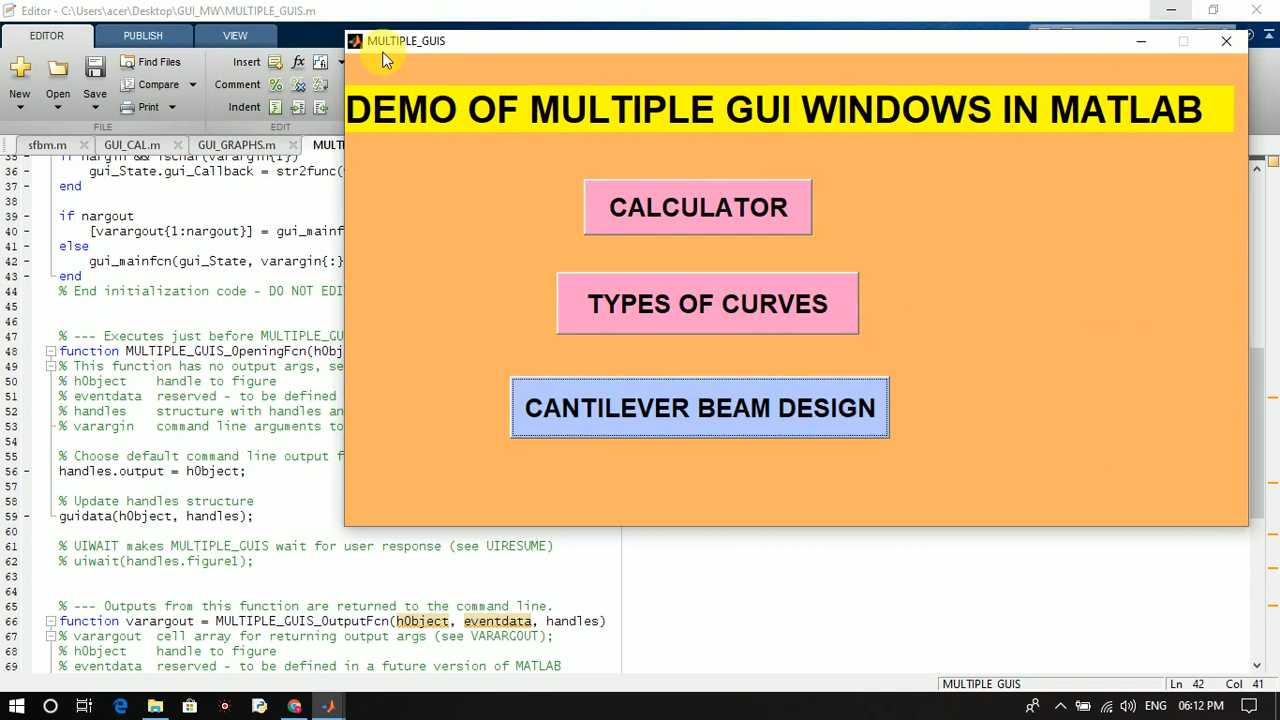 Editor - C:\Users\acer\Desktop\GUI_MW\MULTIPLE_GUIS.m
EDITOR
PUBLISH
VIEW
New
Open
Save
Find Files
Compare
Print
FILE
Insert
Comment
Indent
fx
EDIT
sfbm.m
GUI_CAL.m
GUI_GRAPHS.m
MULTI
MULTIPLE_GUIS
DEMO OF MULTIPLE GUI WINDOWS IN MATLAB
CALCULATOR
TYPES OF CURVES
CANTILEVER BEAM DESIGN
35 if nargin && ischar(varargin{1})
36 gui_State.gui_Callback = str2func(
37 end
38
39 if nargout
40 [varargout{1:nargout}] = gui_mainf
41 else
42 gui_mainfcn(gui_State, varargin{:}
43 end
44 % End initialization code - DO NOT EDI
45
46
47 % --- Executes just before MULTIPLE_GU
48 function MULTIPLE_GUIS_OpeningFcn(hObj
49 % This function has no output args, se
50 % hObject handle to figure
51 % eventdata reserved - to be defined
52 % handles structure with handles an
53 % varargin command line arguments to
54
55 % Choose default command line output f
56 handles.output = hObject;
57
58 % Update handles structure
59 guidata(hObject, handles);
60
61 % UIWAIT makes MULTIPLE_GUIS wait for user response (see UIRESUME)
62 % uiwait(handles.figure1);
63
64
65 % --- Outputs from this function are returned to the command line.
66 function varargout = MULTIPLE_GUIS_OutputFcn(hObject, eventdata, handles)
67 % varargout cell array for returning output args (see VARARGOUT);
68 % hObject handle to figure
69 % eventdata reserved - to be defined in a future version of MATLAB
MULTIPLE GUIS
Ln 42 Col 41
ENG
06:12 PM